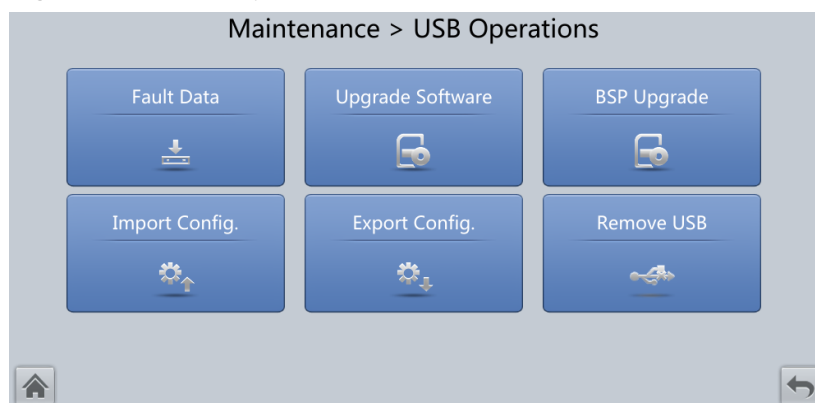 Maintenance > USB Operations
Fault Data
Upgrade Software
BSP Upgrade
Import Config.
Export Config.
Remove USB